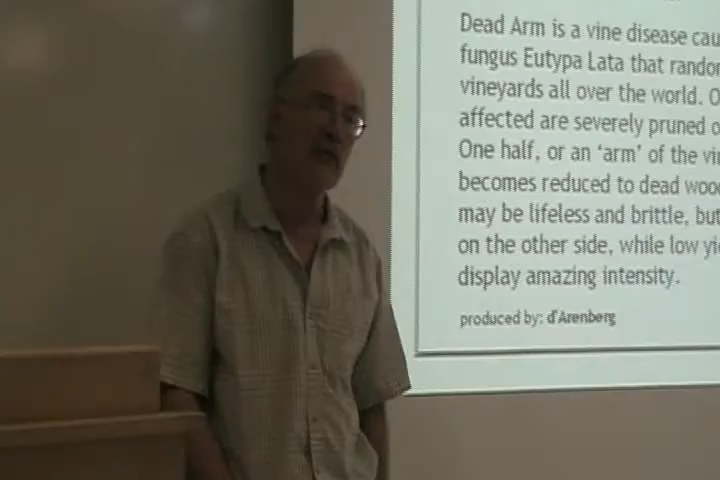 Dead Arm is a vine disease cau
fungus Eutypa Lata that rando
vineyards all over the world. O
affected are severely pruned o
One half, or an ‘arm’ of the vi
becomes reduced to dead woo
may be lifeless and brittle, but
on the other side, while low yi
display amazing intensity.
produced by: d'Arenberg